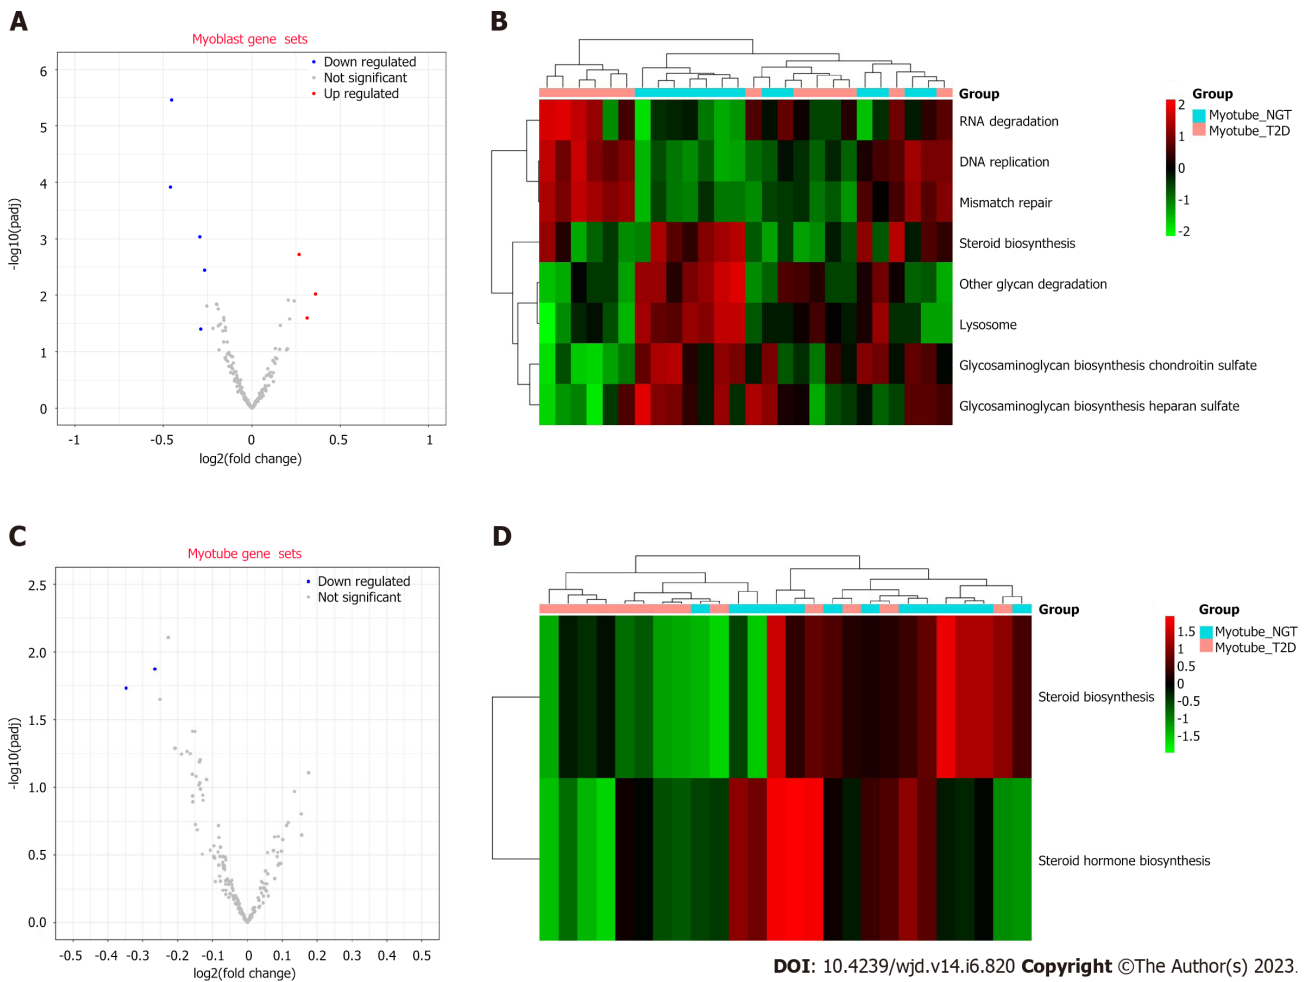 A
Myoblast gene sets
Down regulated
Not significant
Up regulated
6
5
4
3
2
1
0
-log10(padj)
-1
-0.5
0
0.5
1
log2(fold change)
B
Group
RNA degradation
DNA replication
Mismatch repair
Steroid biosynthesis
Other glycan degradation
Lysosome
Glycosaminoglycan biosynthesis chondroitin sulfate
Glycosaminoglycan biosynthesis heparan sulfate
2
1
0
-1
-2
Group
Myotube_NGT
Myotube_T2D
C
Myotube gene sets
Down regulated
Not significant
2.5
2.0
1.5
1.0
0.5
0.0
-log10(padj)
-0.5
-0.4
-0.3
-0.2
-0.1
0
0.1
0.2
0.3
0.4
0.5
log2(fold change)
D
Group
Steroid biosynthesis
Steroid hormone biosynthesis
1.5
1
0.5
0
-0.5
-1
-1.5
Group
Myotube_NGT
Myotube_T2D
DOI: 10.4239/wjd.v14.i6.820 Copyright ©The Author(s) 2023.